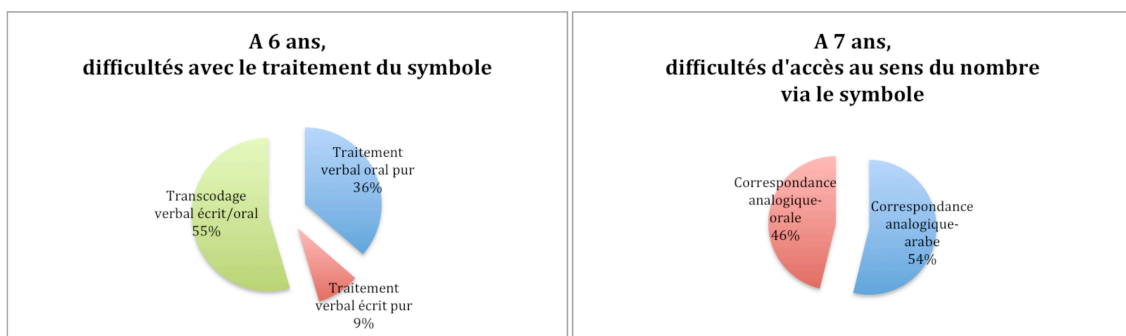 A 6 ans,
difficultés avec le traitement du symbole
Traitement
verbal oral pur
36%
Transcodage
verbal écrit/oral
55%
Traitement
verbal écrit pur
9%
A 7 ans,
difficultés d'accès au sens du nombre
via le symbole
Correspondance
analogique-
orale
46%
Correspondance
analogique-
arabe
54%